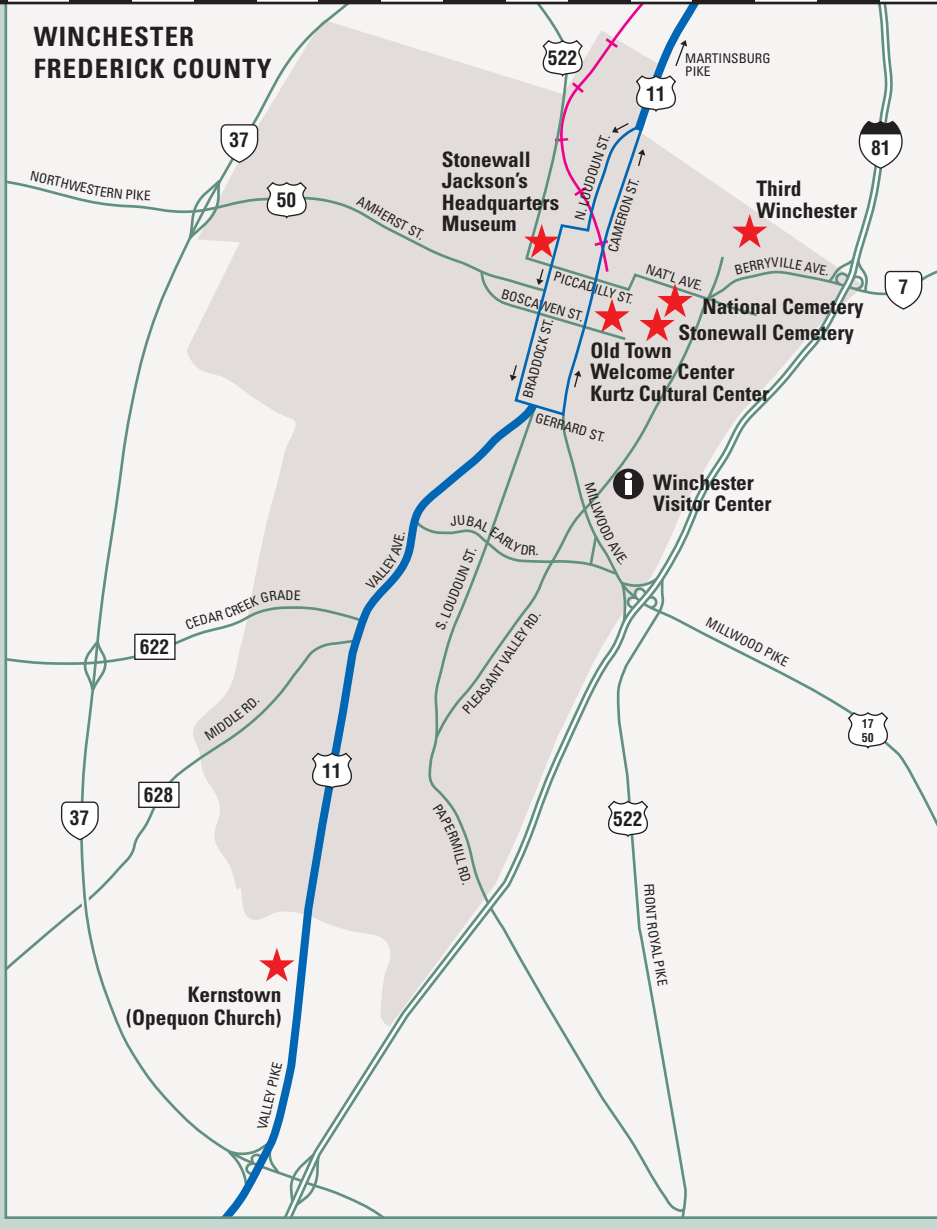 WINCHESTER
FREDERICK COUNTY
522
MARTINSBURG
PIKE
11
37
81
N. LOUDOUN ST.
Stonewall
Jackson's
Headquarters
Museum
CAMERON ST.
Third
Winchester
NORTHWESTERN PIKE
50
AMHERST ST.
NAT'L AVE.
BERRYVILLE AVE.
7
PICCADILLY ST.
BOSCAWEN ST.
National Cemetery
Stonewall Cemetery
BRADDOCK ST.
Old Town
Welcome Center
Kurtz Cultural Center
GERRARD ST.
i
Winchester
Visitor Center
MILLWOOD AVE.
JUBAL EARLY DR.
VALLEY AVE.
S. LOUDOUN ST.
CEDAR CREEK GRADE
622
PLEASANT VALLEY RD.
MILLWOOD PIKE
MIDDLE RD.
17
50
11
628
37
522
PAPERMILL RD.
FRONT ROYAL PIKE
Kernstown
(Opequon Church)
VALLEY PIKE